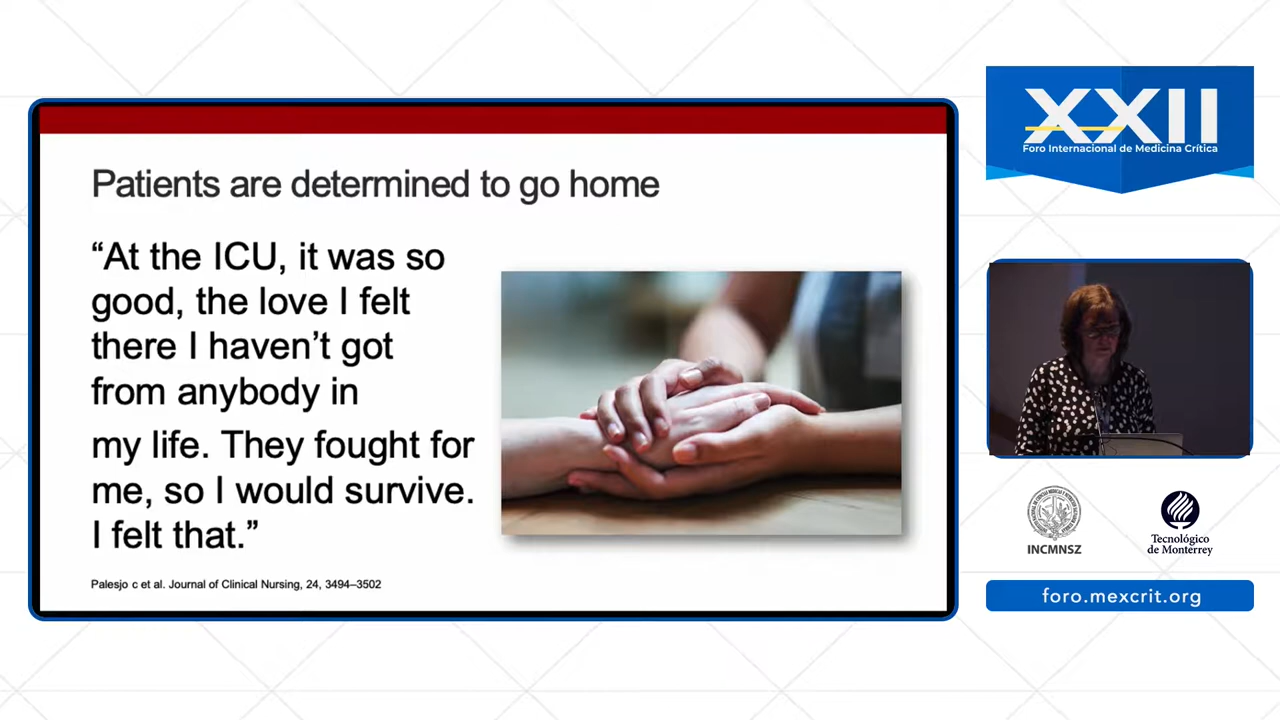 Patients are determined to go home
“At the ICU, it was so
good, the love I felt
there I haven’t got
from anybody in
my life. They fought for
me, so I would survive.
I felt that.”
Palesjo c et al. Journal of Clinical Nursing, 24, 3494–3502
XXII
Foro Internacional de Medicina Crítica
INCMNSZ
Tecnológico
de Monterrey
foro.mexcrit.org